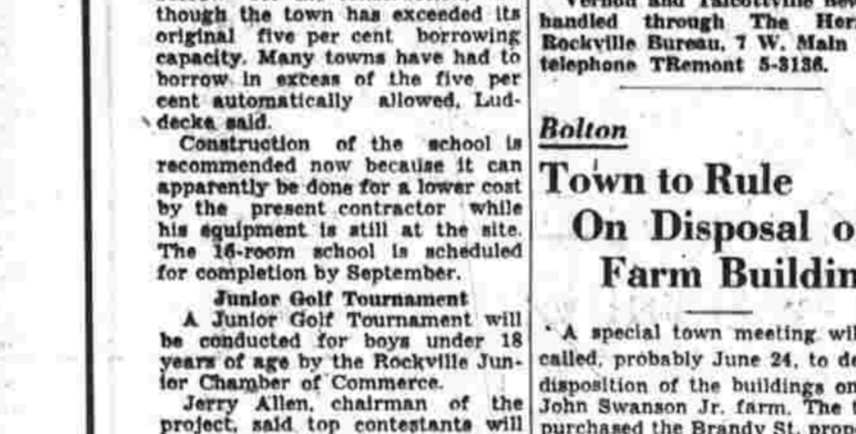 though the town has exceeded its
original five per cent borrowing
capacity. Many towns have had to
borrow in excess of the five per
cent automatically allowed, Lud-
decke said.
Construction of the school is
recommended now because it can
apparently be done for a lower cost
by the present contractor while
his equipment is still at the site.
The 16-room school is scheduled
for completion by September.
Junior Golf Tournament
A Junior Golf Tournament will
be conducted for boys under 18
years of age by the Rockville Jun-
ior Chamber of Commerce.
Jerry Allen, chairman of the
project, said top contestants will
Vernon and Talcottville
handled through The Her
Rockville Bureau, 7 W. Main
telephone TRemont 5-3136.
Bolton
Town to Rule
On Disposal o
Farm Buildin
A special town meeting wil
called, probably June 24, to de
disposition of the buildings on
John Swanson Jr. farm. The
purchased the Brandy St. prop